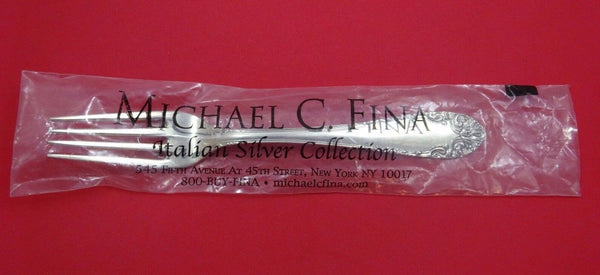 Michael C. Fina
Italian Silver Collection
545 Fifth Avenue At 45th Street, New York NY 10017
800-BUY-FINA • michaelcfina.com